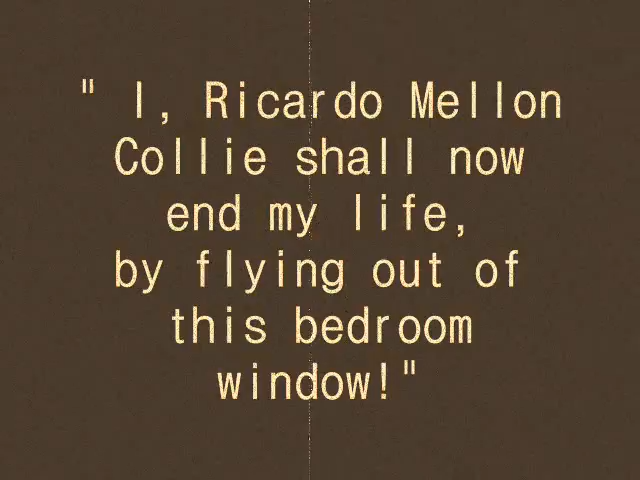 " I, Ricardo Mellon
Collie shall now
end my life,
by flying out of
this bedroom
window!"